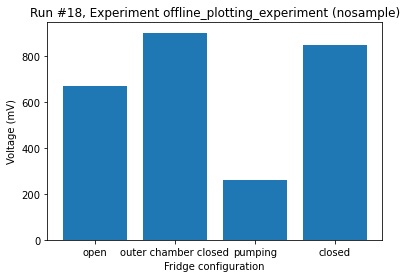 Run #18, Experiment offline_plotting_experiment (nosample)
Voltage (mV)
800
600
400
200
0
open
outer chamber closed
pumping
closed
Fridge configuration